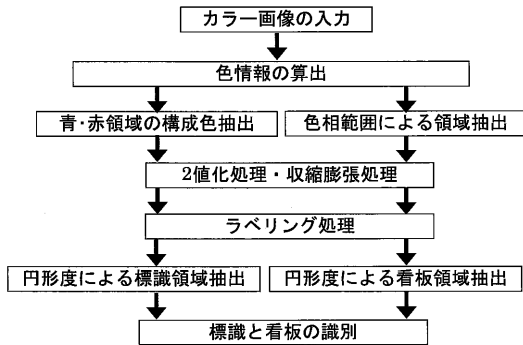 カラー画像の入力
色情報の算出
青・赤領域の構成色抽出
色相範囲による領域抽出
2値化処理・収縮膨張処理
ラベリング処理
円形度による標識領域抽出
円形度による看板領域抽出
標識と看板の識別